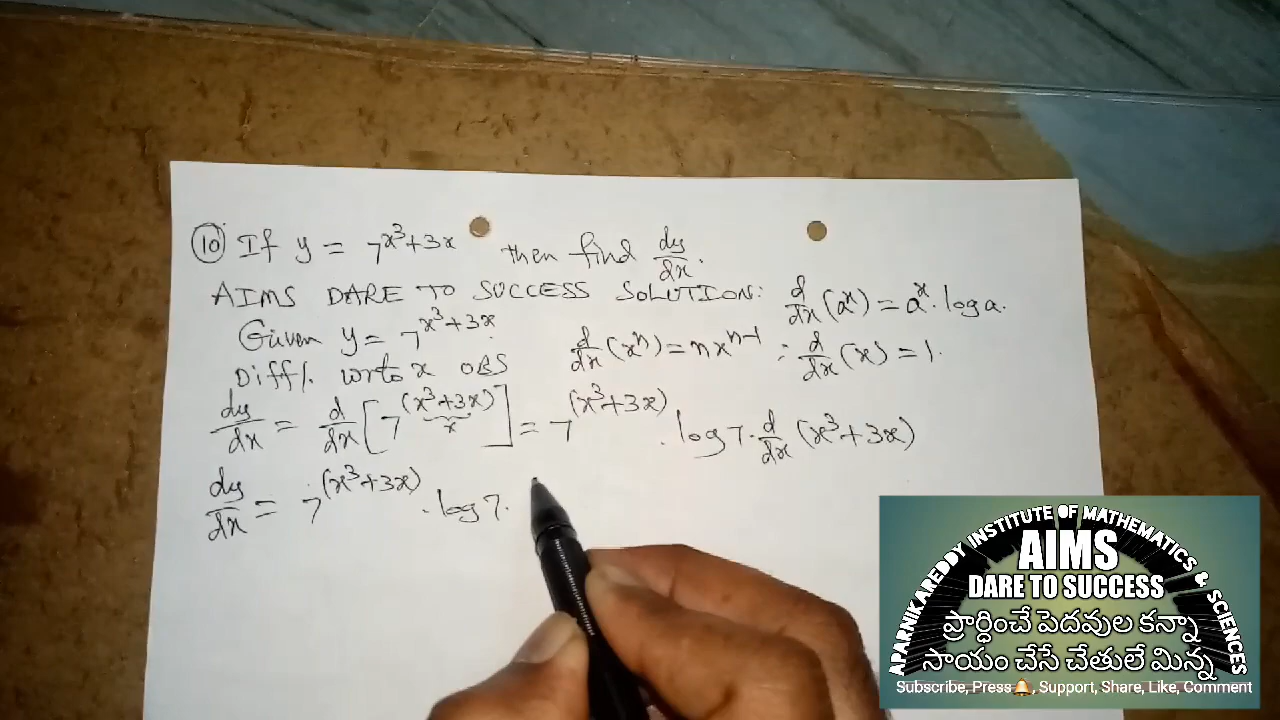 ⑩ If y = 7^x³+3x then find dy/dx.
AIMS DARE TO SUCCESS SOLUTION: d/dx (a^x) = a^x. log a.
Given y = 7^x³+3x.
d/dx (x^n) = nx^n-1 ∵ d/dx (x) = 1.
Diff/. w.r.to x OBS
dy/dx = d/dx [7^(x³+3x)] = 7^(x³+3x) . log 7. d/dx (x³+3x)
x
dy/dx = 7^(x³+3x) . log 7.
APARNIKAREDDY INSTITUTE OF MATHEMATICS & SCIENCES
AIMS
DARE TO SUCCESS
ప్రార్ధించే పెదవుల కన్నా
సాయం చేసే చేతులే మిన్న
Subscribe, Press🔔, Support, Share, Like, Comment